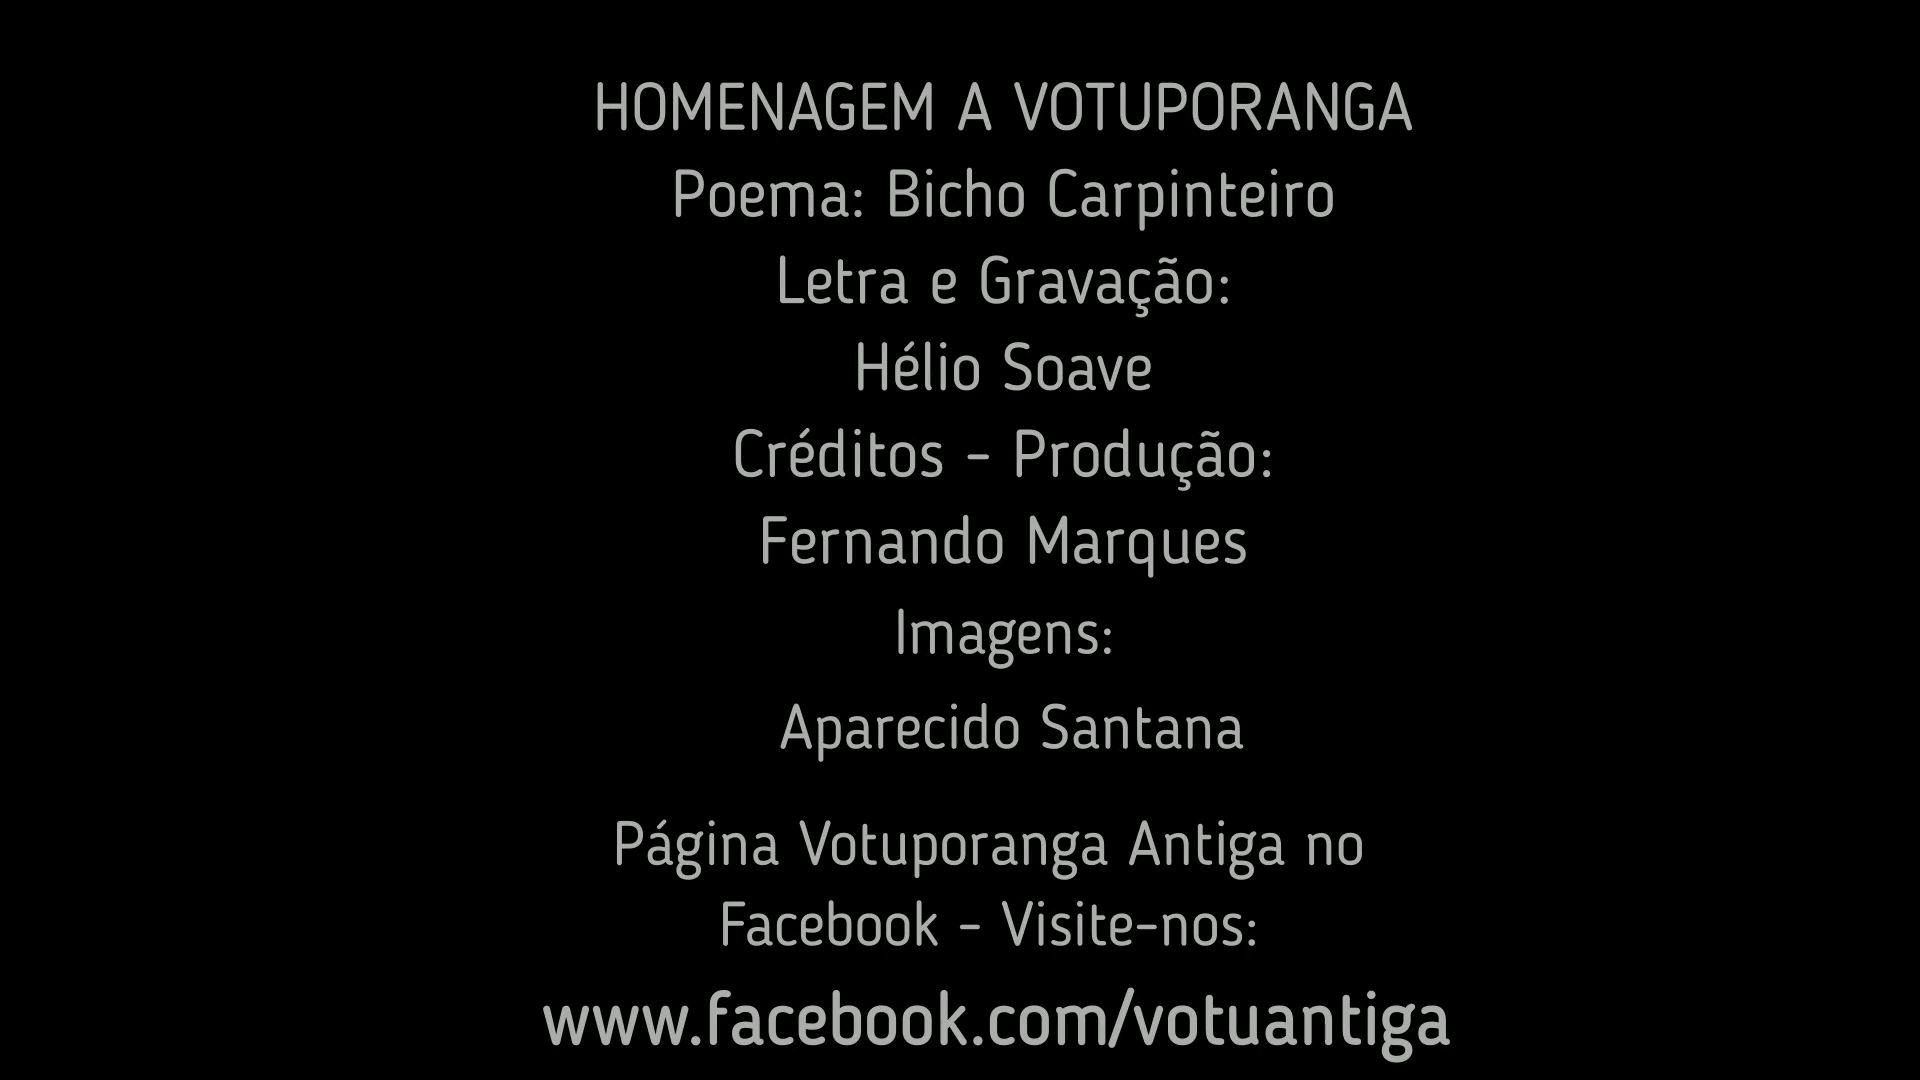 HOMENAGEM A VOTUPORANGA
Poema: Bicho Carpinteiro
Letra e Gravação:
Hélio Soave
Créditos - Produção:
Fernando Marques
Imagens:
Aparecido Santana
Página Votuporanga Antiga no
Facebook - Visite-nos:
www.facebook.com/votuantiga